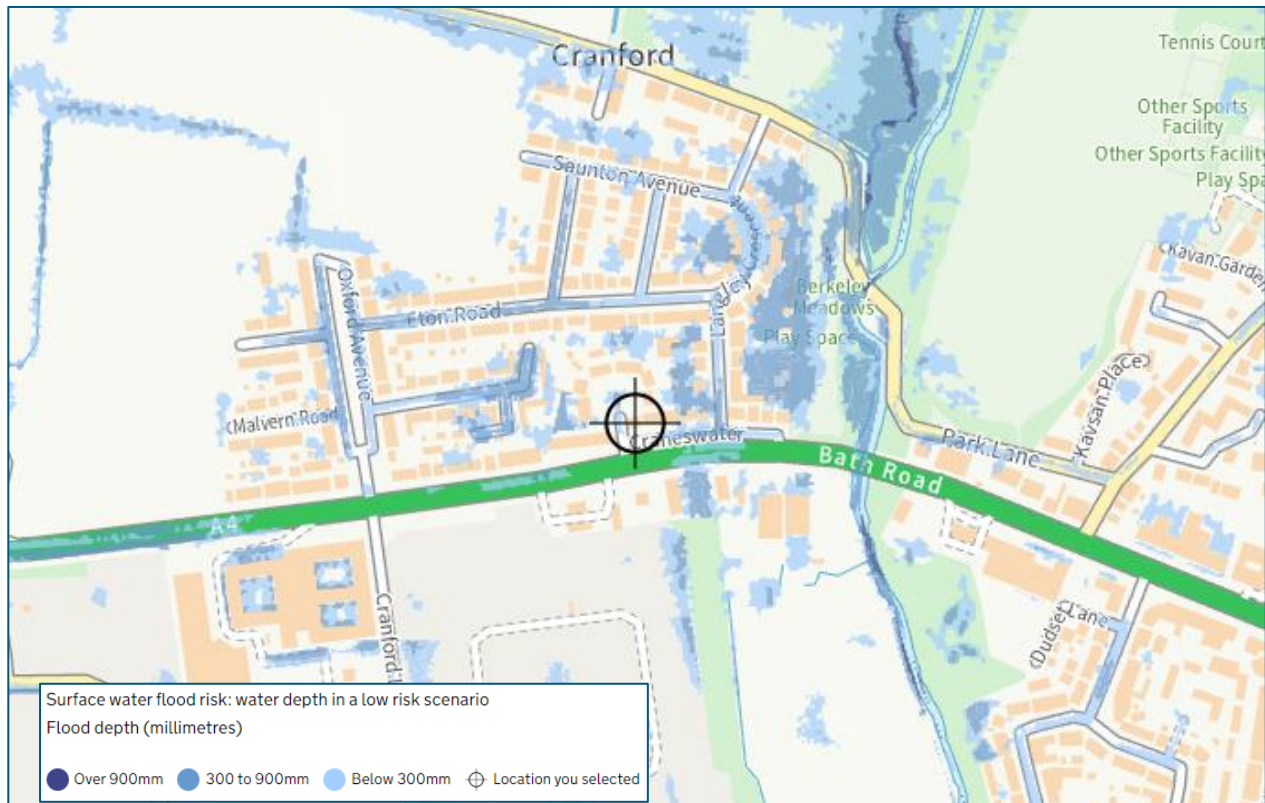 Cranford
Tennis Court
Other Sports
Facility
Other Sports Facility
Play Spa
Saunton Avenue
Kavan Garden
Oxford Avenue
Eton Road
Langley Crescent
Berkeley
Meadows
Play Space
Malvern Road
Craneswater
Park Lane
Kavsan Place
Bath Road
A4
Cranford L
Dudset Lane
Surface water flood risk: water depth in a low risk scenario
Flood depth (millimetres)
Over 900mm 300 to 900mm Below 300mm Location you selected